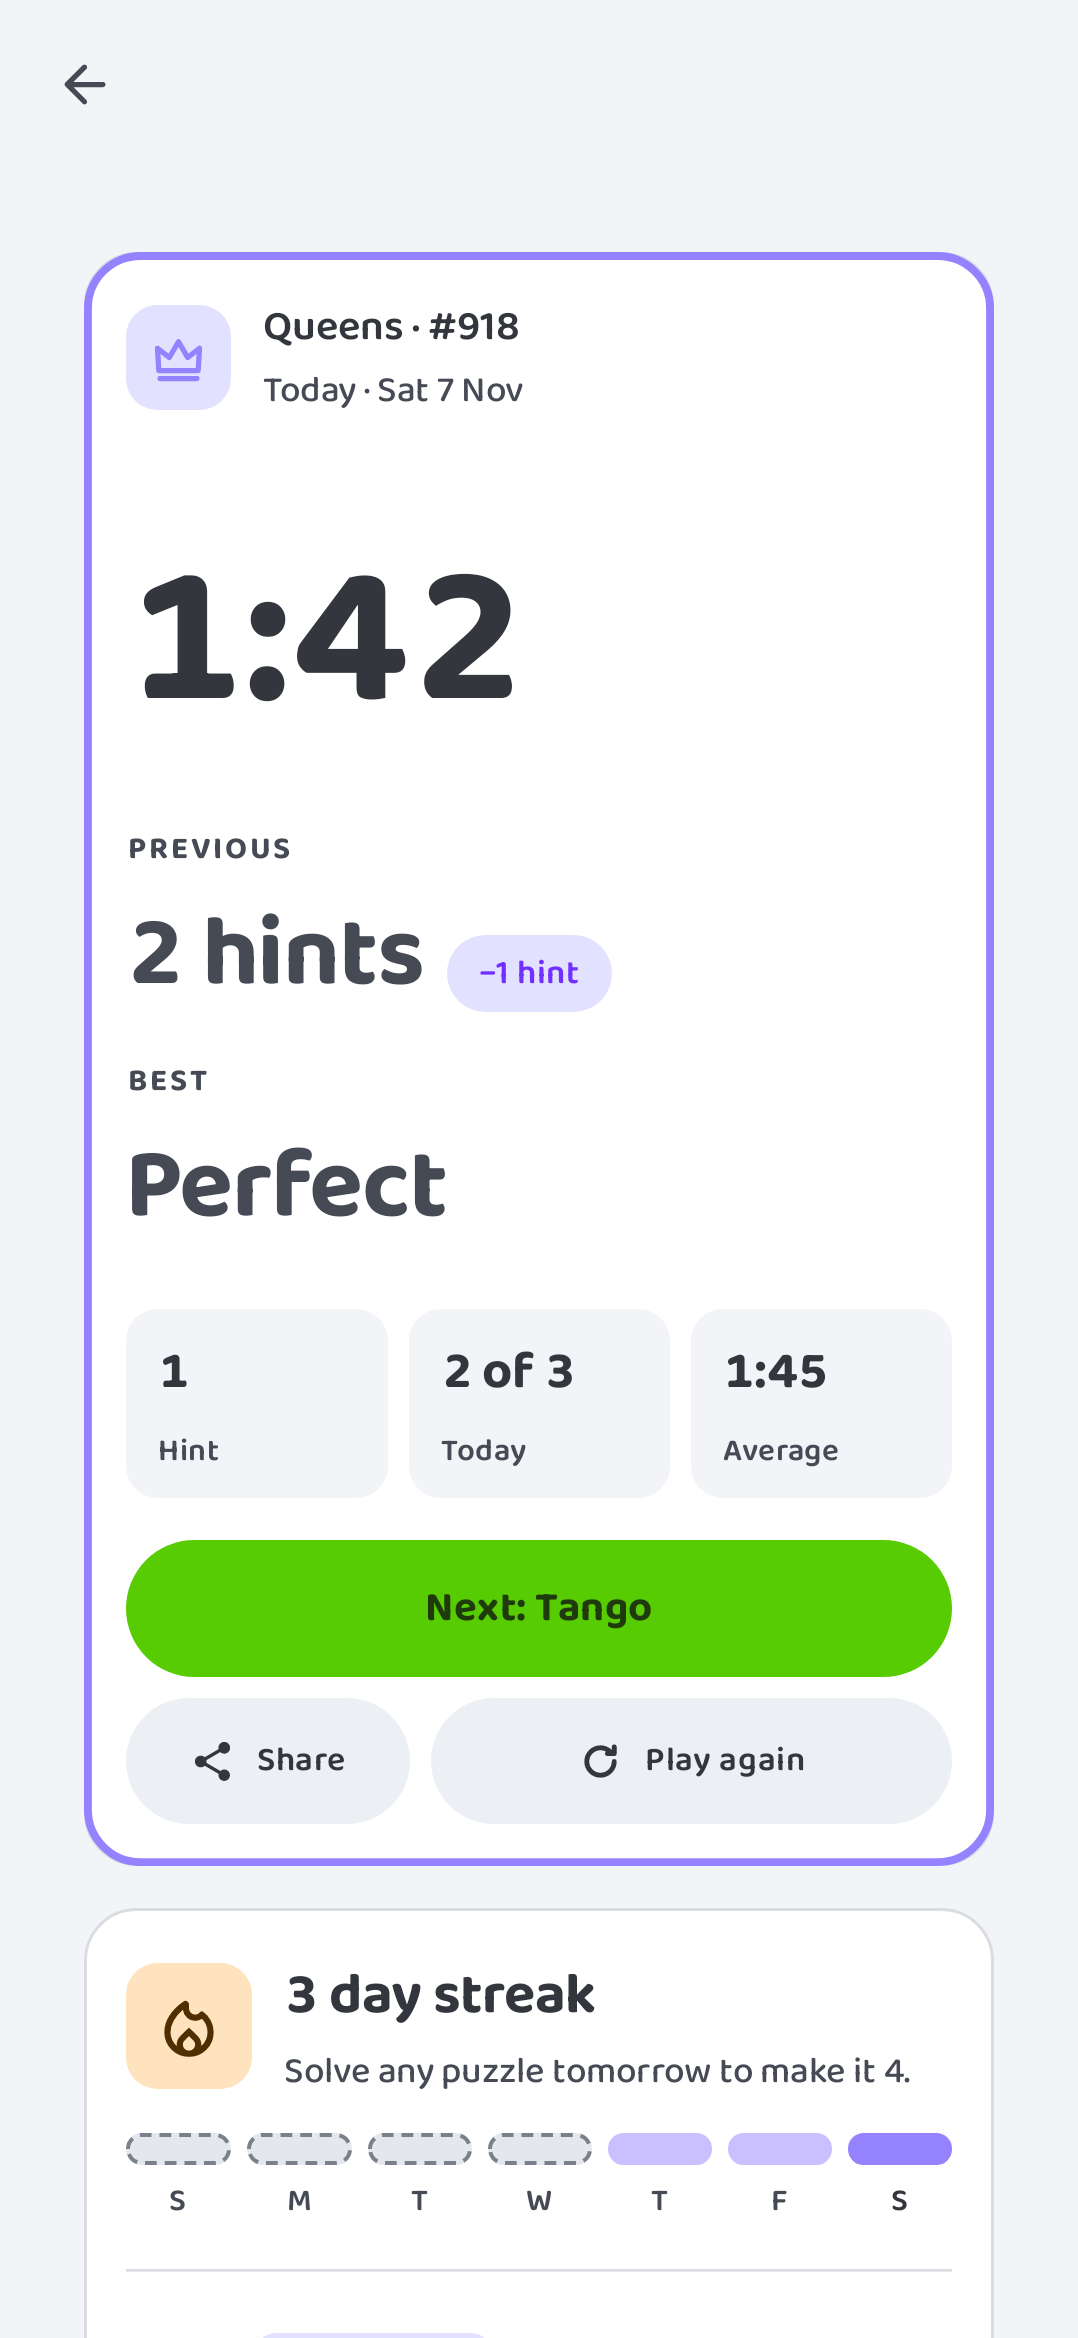 Queens · #918
Today · Sat 7 Nov
1:42
PREVIOUS
2 hints −1 hint
BEST
Perfect
1 2 of 3 1:45
Hint Today Average
Next: Tango
Share Play again
3 day streak
Solve any puzzle tomorrow to make it 4.
S M T W T F S